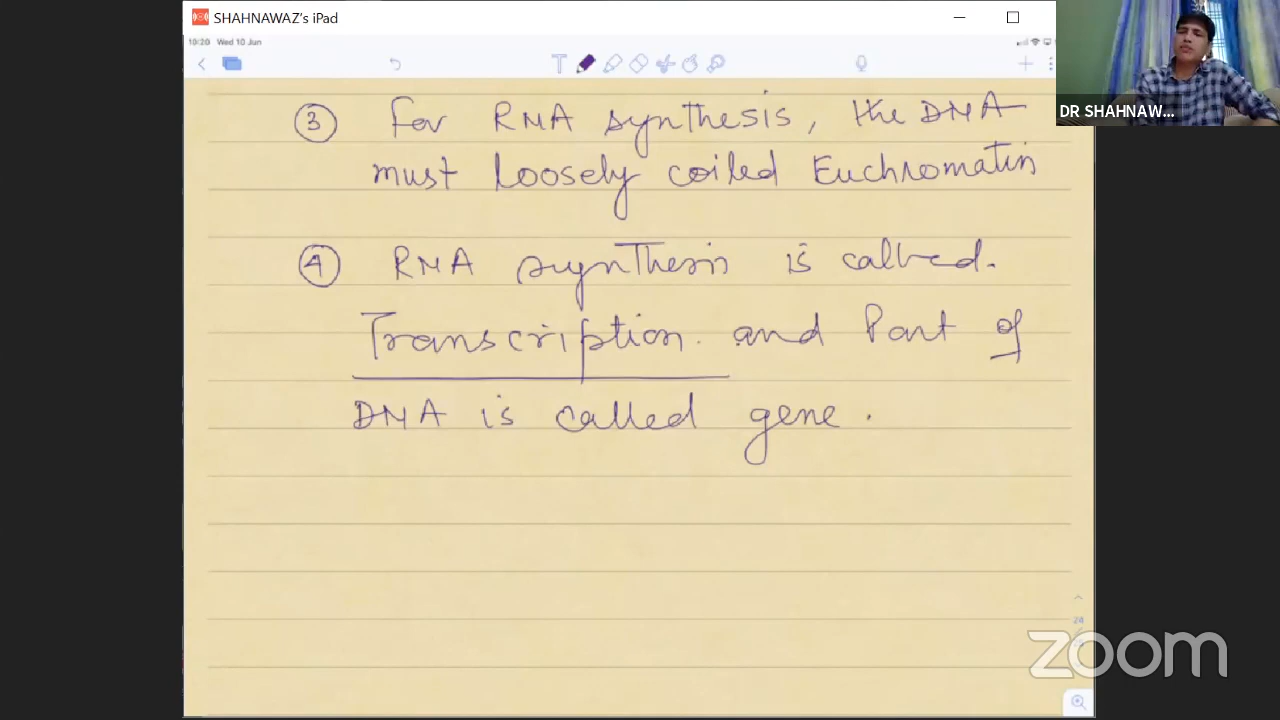 SHAHNAWAZ's iPad
10:20 Wed 10 Jun
DR SHAHNAW...
3 For RNA synthesis, the DNA
must Loosely coiled Euchromatin
4 RNA synthesis is called.
Transcription. and Part of
DNA is called gene.
24
zoom